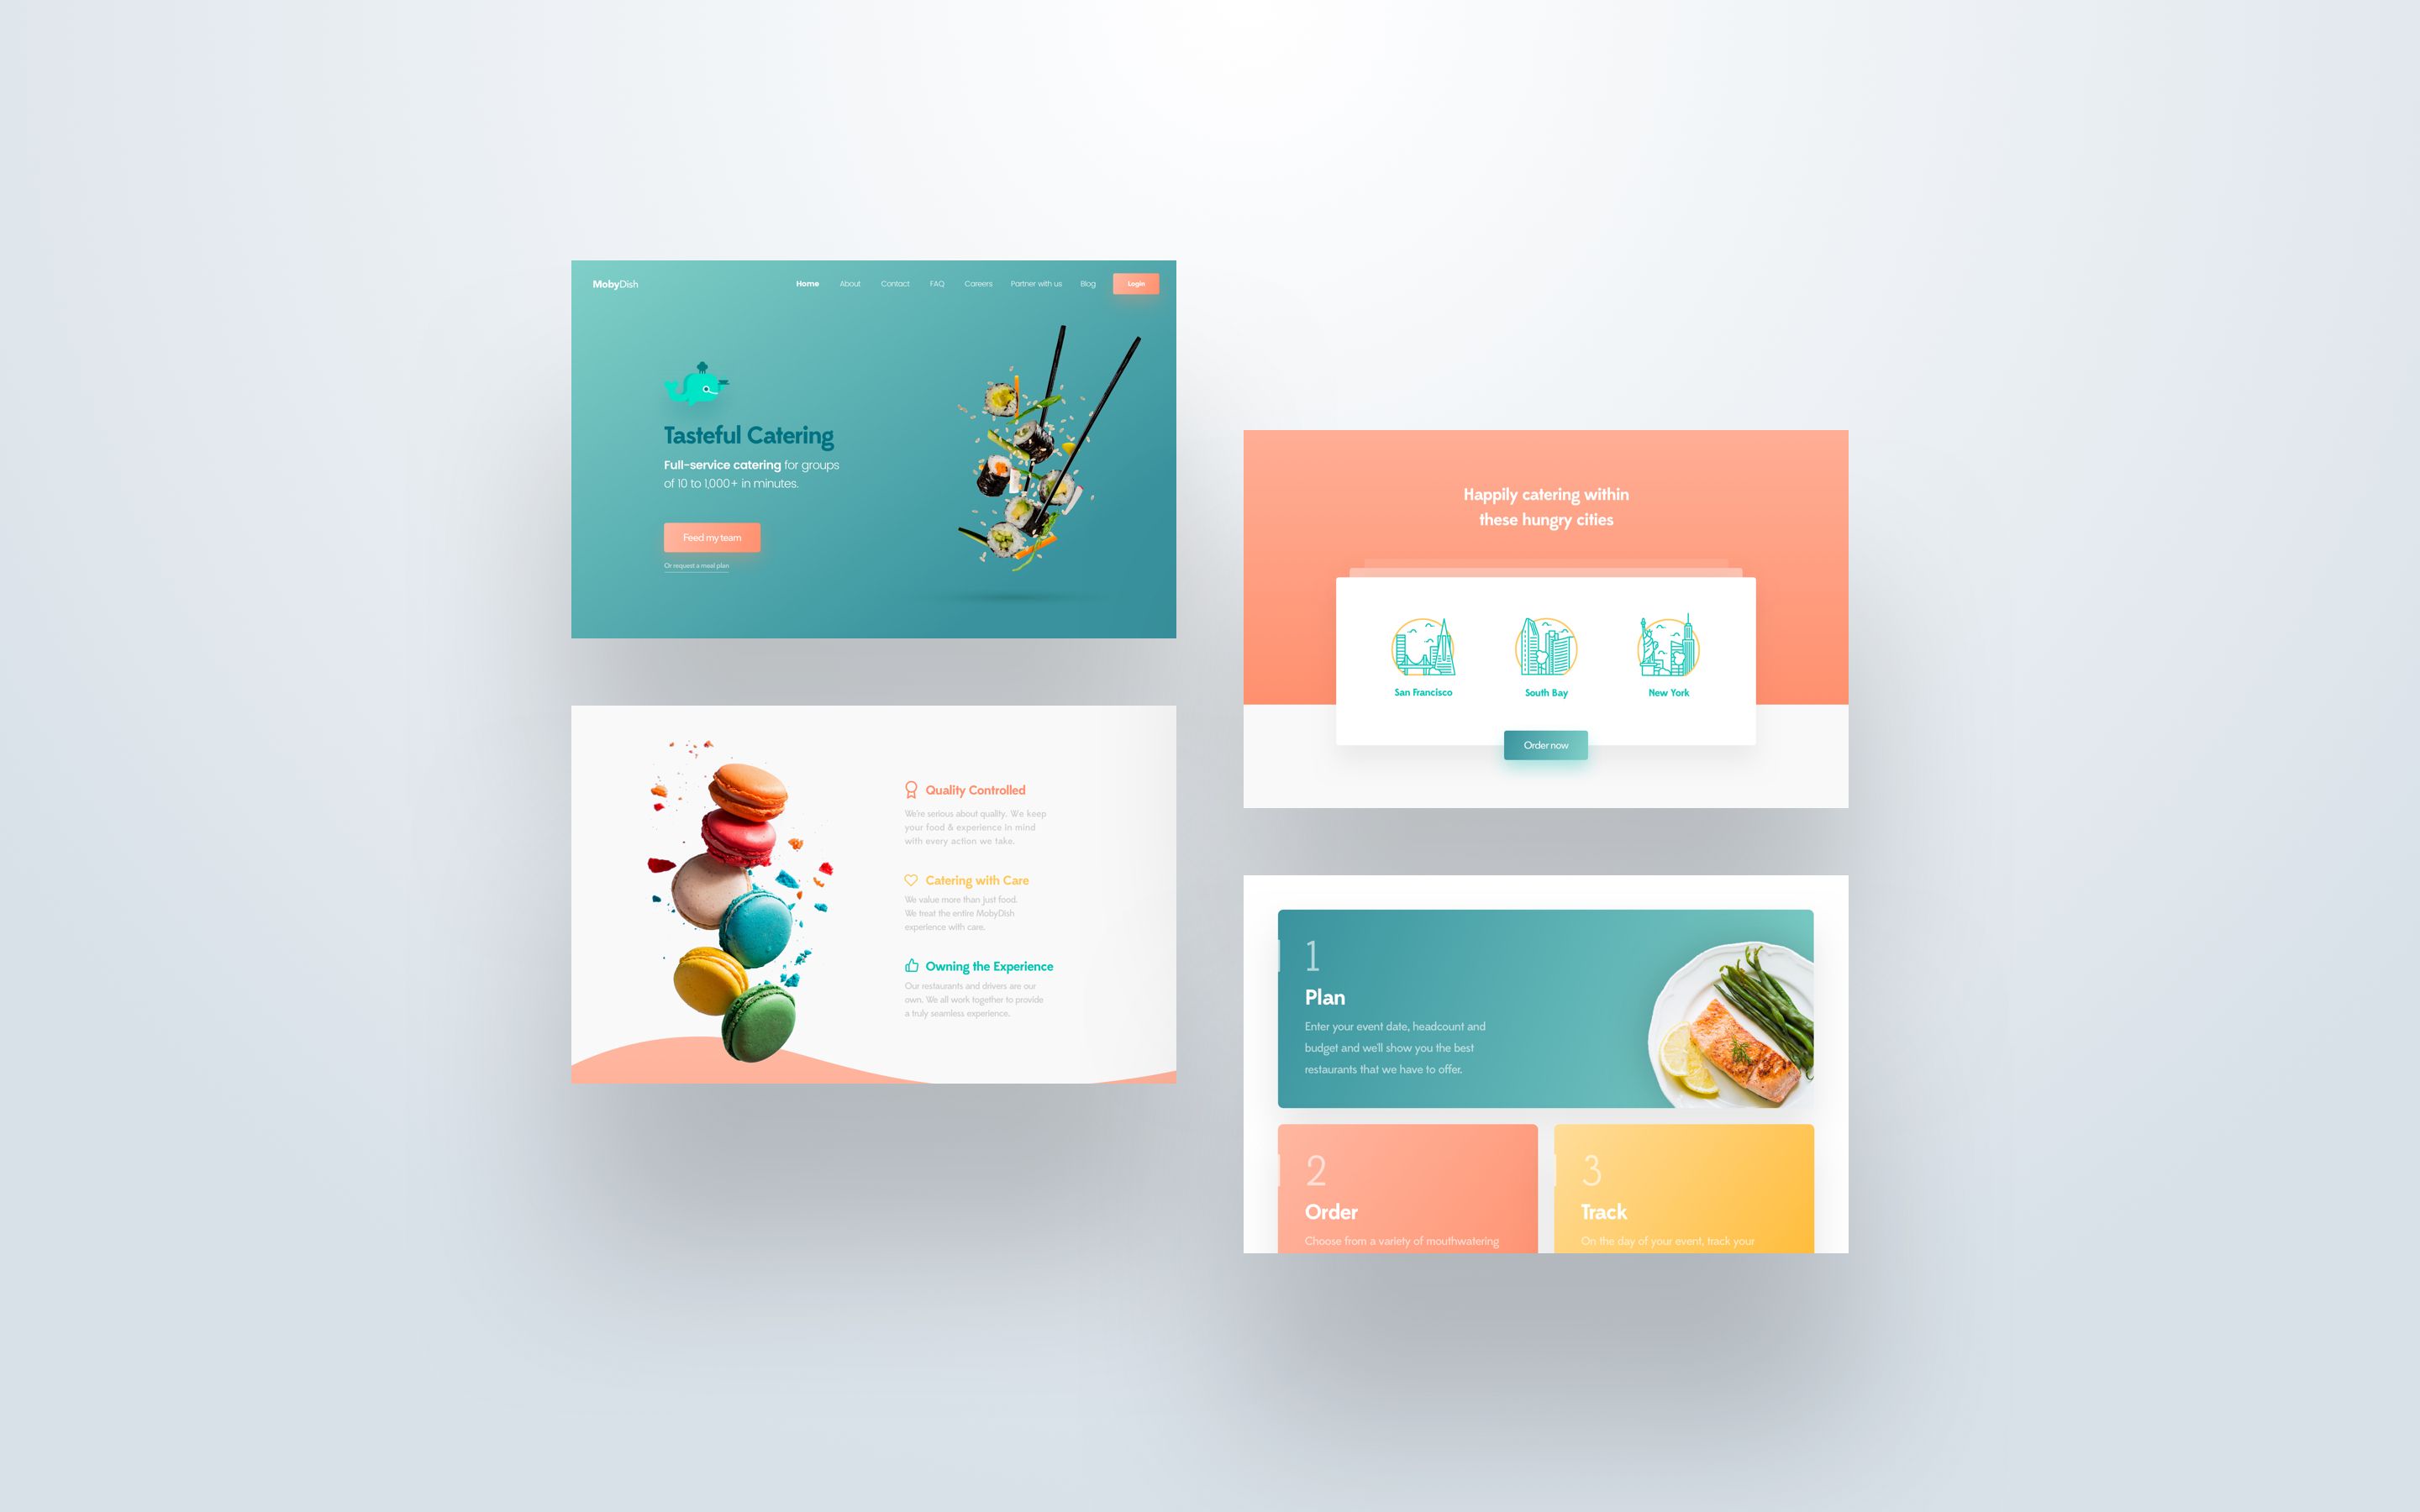 MobyDish
Home About Contact FAQ Careers Partner with us Blog Login
Tasteful Catering
Full-service catering for groups
of 10 to 1,000+ in minutes.
Feed my team
Or request a meal plan
Quality Controlled
We're serious about quality. We keep
your food & experience in mind
with every action we take.
Catering with Care
We value more than just food.
We treat the entire MobyDish
experience with care.
Owning the Experience
Our restaurants and drivers are our
own. We all work together to provide
a truly seamless experience.
Happily catering within
these hungry cities
San Francisco South Bay New York
Order now
1
Plan
Enter your event date, headcount and
budget and we'll show you the best
restaurants that we have to offer.
2
Order
Choose from a variety of mouthwatering
3
Track
On the day of your event, track your